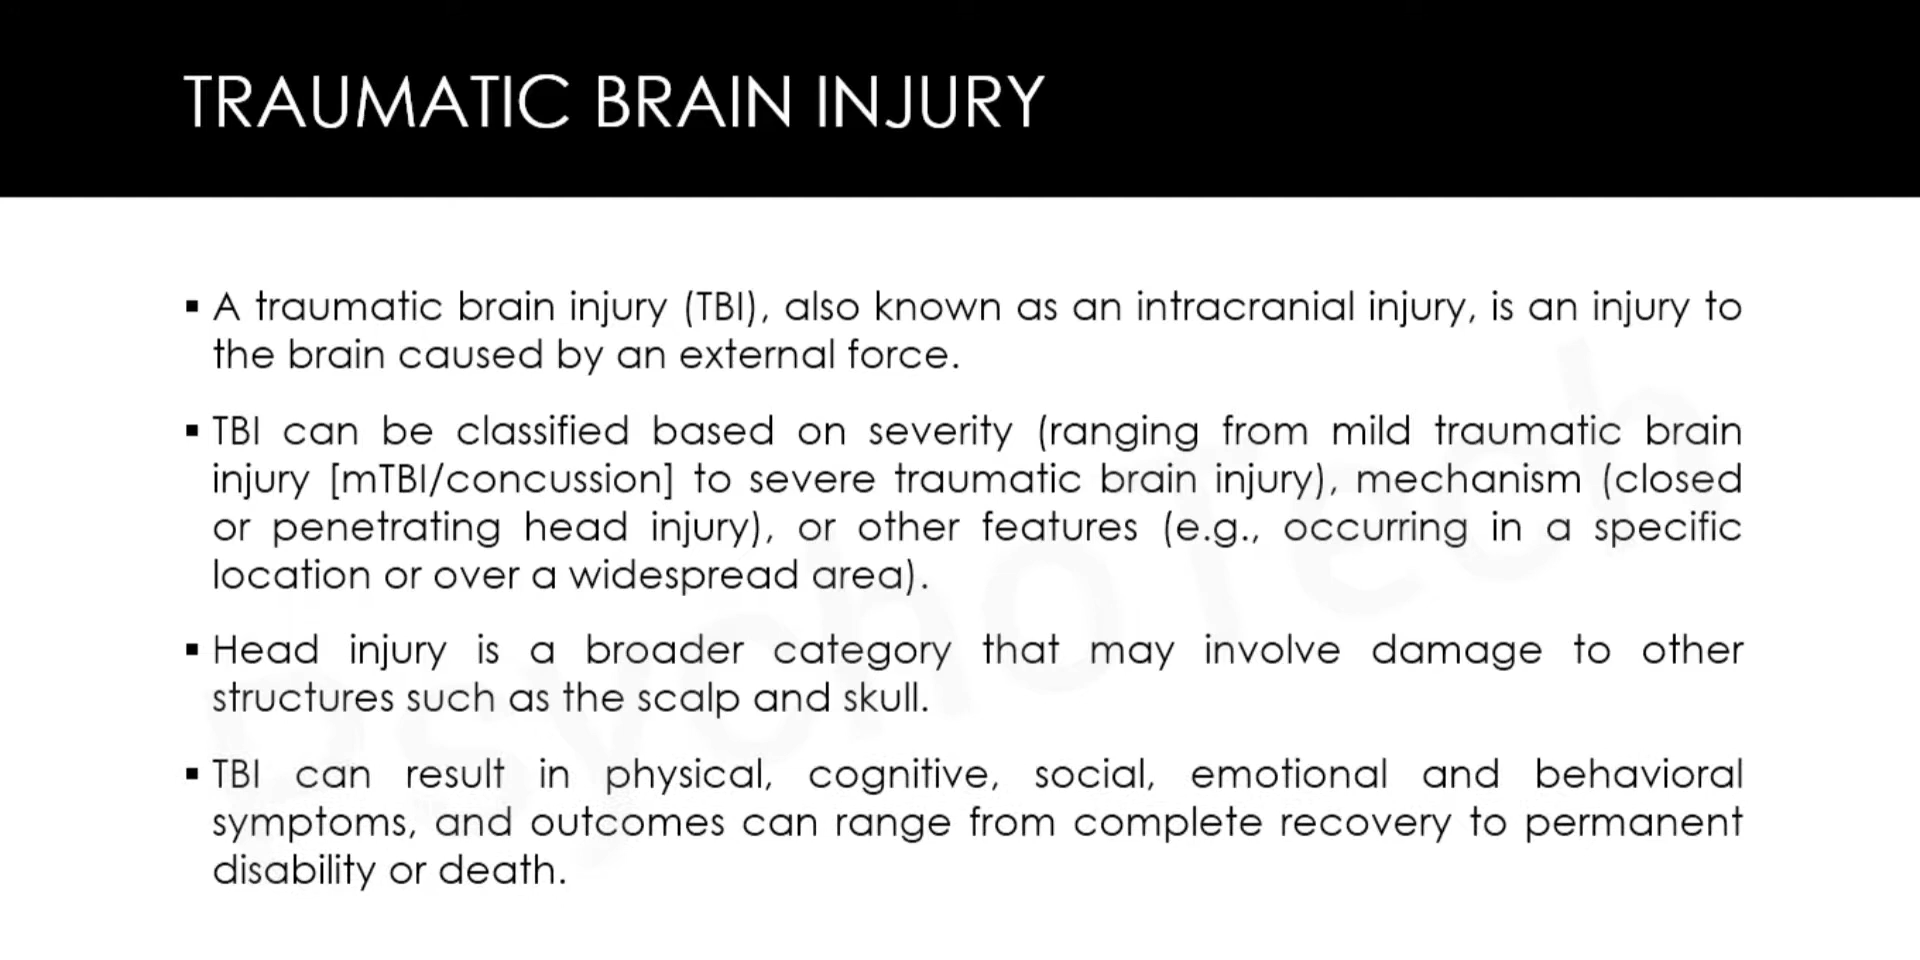 TRAUMATIC BRAIN INJURY
▪ A traumatic brain injury (TBI), also known as an intracranial injury, is an injury to
the brain caused by an external force.
▪ TBI can be classified based on severity (ranging from mild traumatic brain
injury [mTBI/concussion] to severe traumatic brain injury), mechanism (closed
or penetrating head injury), or other features (e.g., occurring in a specific
location or over a widespread area).
▪ Head injury is a broader category that may involve damage to other
structures such as the scalp and skull.
▪ TBI can result in physical, cognitive, social, emotional and behavioral
symptoms, and outcomes can range from complete recovery to permanent
disability or death.
PsychoTech